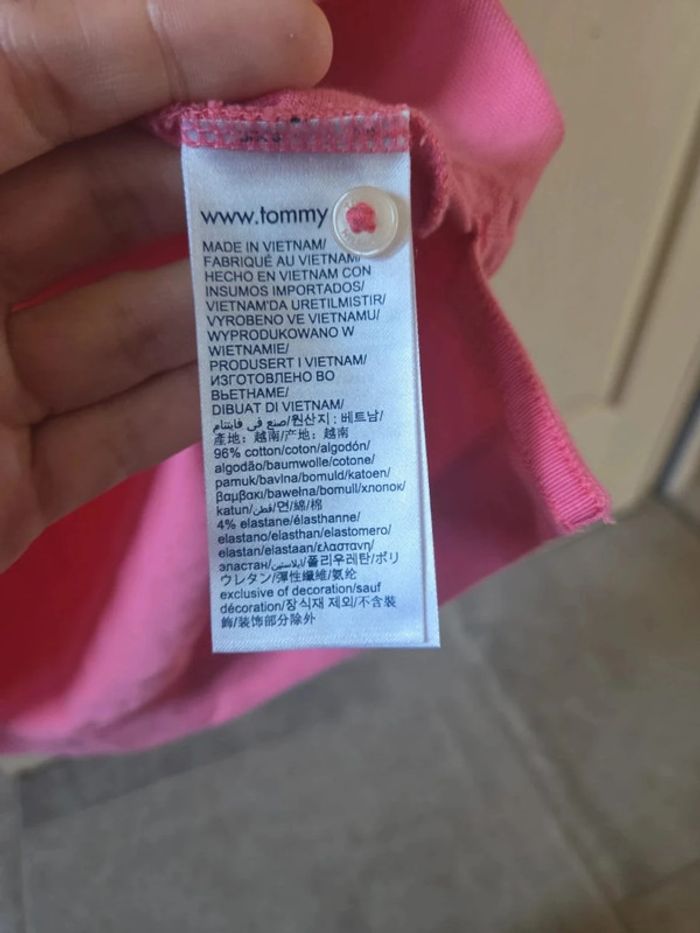 www.tommy
MADE IN VIETNAM/
FABRIQUÉ AU VIETNAM/
HECHO EN VIETNAM CON
INSUMOS IMPORTADOS/
VIETNAM'DA URETILMISTIR/
VYROBENO VE VIETNAMU/
WYPRODUKOWANO W
WIETNAMIE/
PRODUSERT I VIETNAM/
ИЗГОТОВЛЕНО ВО
ВЬЕТНАМЕ/
DIBUAT DI VIETNAM/
صنع في فايتنام/원산지 : 베트남/
產地：越南/产地：越南
96% cotton/coton/algodón/
algodão/baumwolle/cotone/
pamuk/bavlna/bomuld/katoen/
βαμβακι/bawełna/bomull/хлопок/
katun/قطن/면/綿/棉
4% elastane/élasthanne/
elastano/elasthan/elastomero/
elastan/elastaan/ελαστανη/
эластан/ايلاستين/폴리우레탄/ポリ
ウレタン/彈性纖維/氨纶
exclusive of decoration/sauf
décoration/장식재 제외/不含裝
飾/装饰部分除外